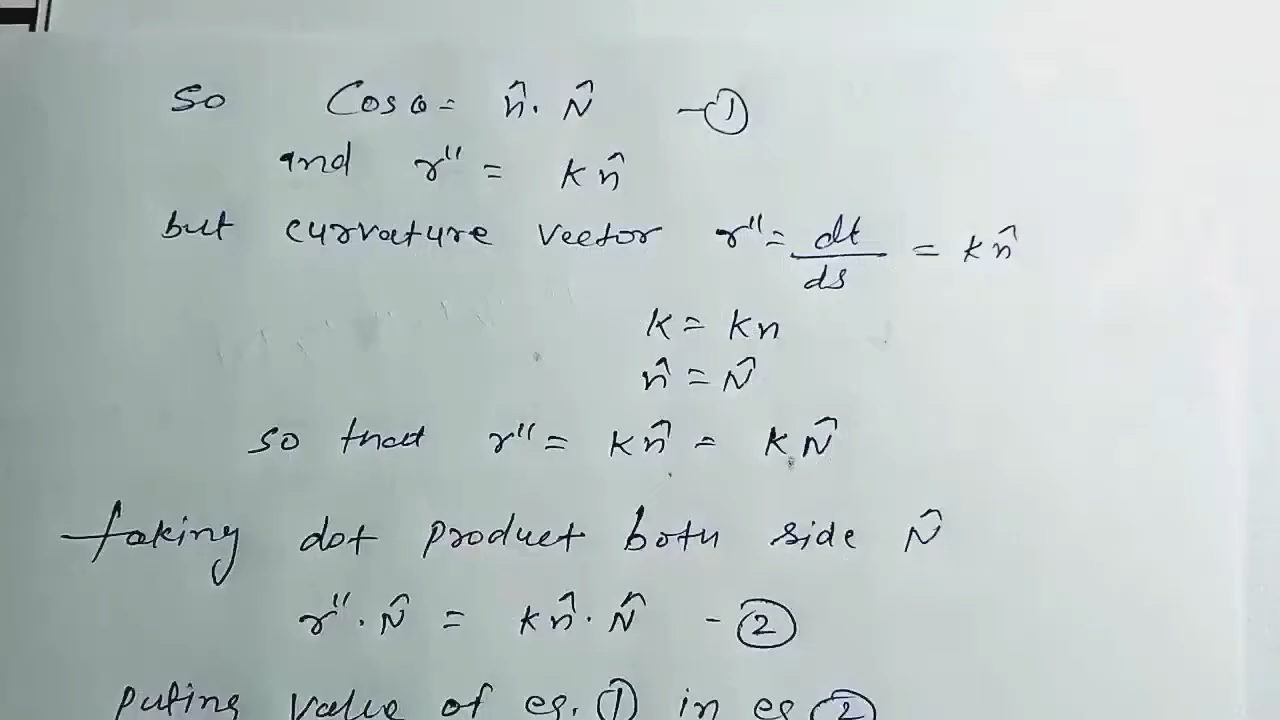 so Cosθ = n̂. N̂ -①
and r'' = k n̂
but curvature vector r'' = dt/ds = k n̂
k = kn
n̂ = N̂
so that r'' = k n̂ = k N̂
taking dot product both side N̂
r'' . N̂ = k n̂ . N̂ - ②
puting value of eq. ① in eq ②